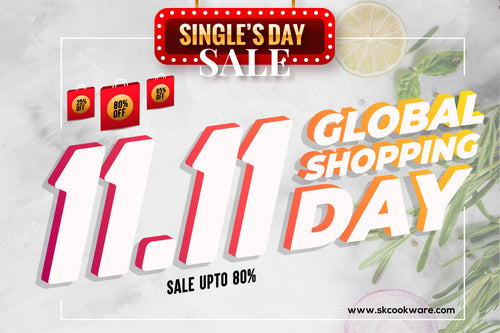 SINGLE'S DAY
SALE
25% OFF
80% OFF
65% OFF
11.11
GLOBAL
SHOPPING
DAY
SALE UPTO 80%
www.skcookware.com